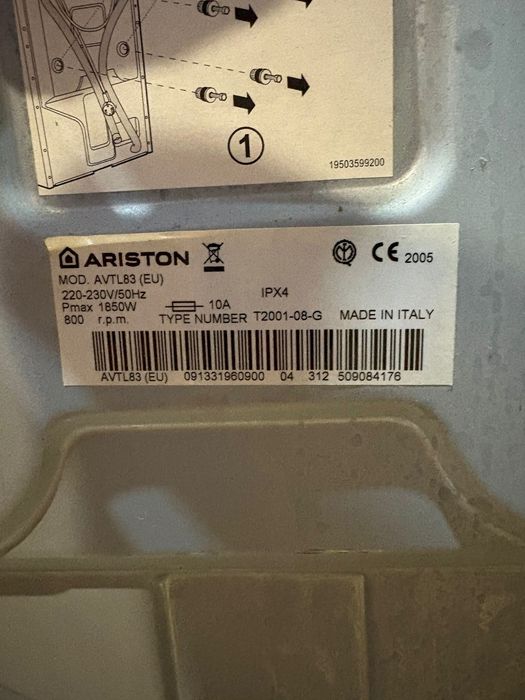 1
19503599200
ARISTON
CE 2005
MOD. AVTL83 (EU)
220-230V/50Hz IPX4
Pmax 1850W 10A
800 r.p.m. TYPE NUMBER T2001-08-G MADE IN ITALY
AVTL83 (EU) 091331960900 04 312 509084176